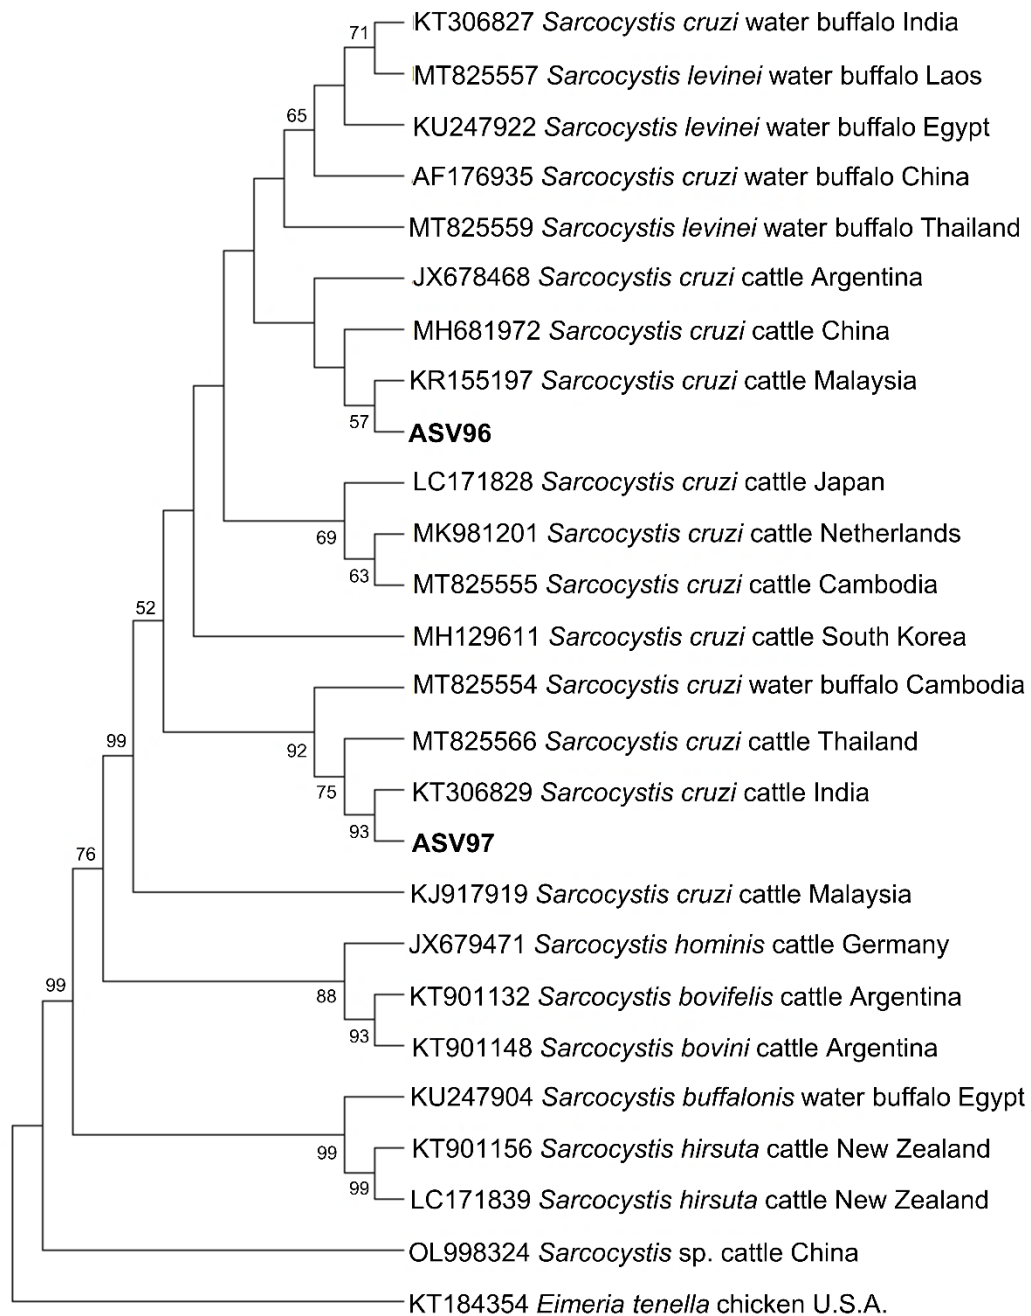 71
KT306827 Sarcocystis cruzi water buffalo India
MT825557 Sarcocystis levinei water buffalo Laos
65
KU247922 Sarcocystis levinei water buffalo Egypt
AF176935 Sarcocystis cruzi water buffalo China
MT825559 Sarcocystis levinei water buffalo Thailand
JX678468 Sarcocystis cruzi cattle Argentina
MH681972 Sarcocystis cruzi cattle China
KR155197 Sarcocystis cruzi cattle Malaysia
57
ASV96
LC171828 Sarcocystis cruzi cattle Japan
69
MK981201 Sarcocystis cruzi cattle Netherlands
63
MT825555 Sarcocystis cruzi cattle Cambodia
52
MH129611 Sarcocystis cruzi cattle South Korea
MT825554 Sarcocystis cruzi water buffalo Cambodia
99
92
MT825566 Sarcocystis cruzi cattle Thailand
75
KT306829 Sarcocystis cruzi cattle India
93
ASV97
76
KJ917919 Sarcocystis cruzi cattle Malaysia
JX679471 Sarcocystis hominis cattle Germany
99
88
KT901132 Sarcocystis bovifelis cattle Argentina
93
KT901148 Sarcocystis bovini cattle Argentina
KU247904 Sarcocystis buffalonis water buffalo Egypt
99
KT901156 Sarcocystis hirsuta cattle New Zealand
99
LC171839 Sarcocystis hirsuta cattle New Zealand
OL998324 Sarcocystis sp. cattle China
KT184354 Eimeria tenella chicken U.S.A.